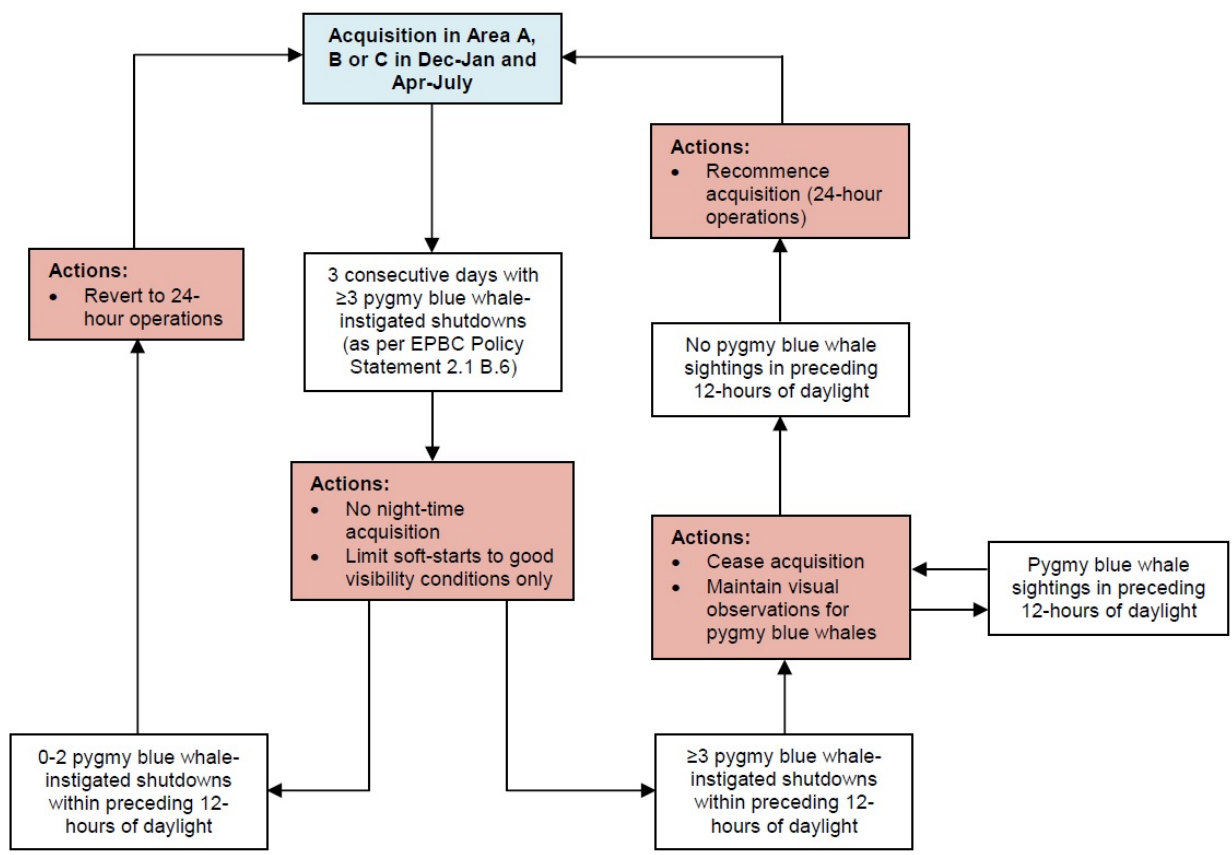 Acquisition in Area A,
B or C in Dec-Jan and
Apr-July
Actions:
• Recommence
acquisition (24-hour
operations)
Actions:
• Revert to 24-
hour operations
3 consecutive days with
≥3 pygmy blue whale-
instigated shutdowns
(as per EPBC Policy
Statement 2.1 B.6)
No pygmy blue whale
sightings in preceding
12-hours of daylight
Actions:
• No night-time
acquisition
• Limit soft-starts to good
visibility conditions only
Actions:
• Cease acquisition
• Maintain visual
observations for
pygmy blue whales
Pygmy blue whale
sightings in preceding
12-hours of daylight
0-2 pygmy blue whale-
instigated shutdowns
within preceding 12-
hours of daylight
≥3 pygmy blue whale-
instigated shutdowns
within preceding 12-
hours of daylight